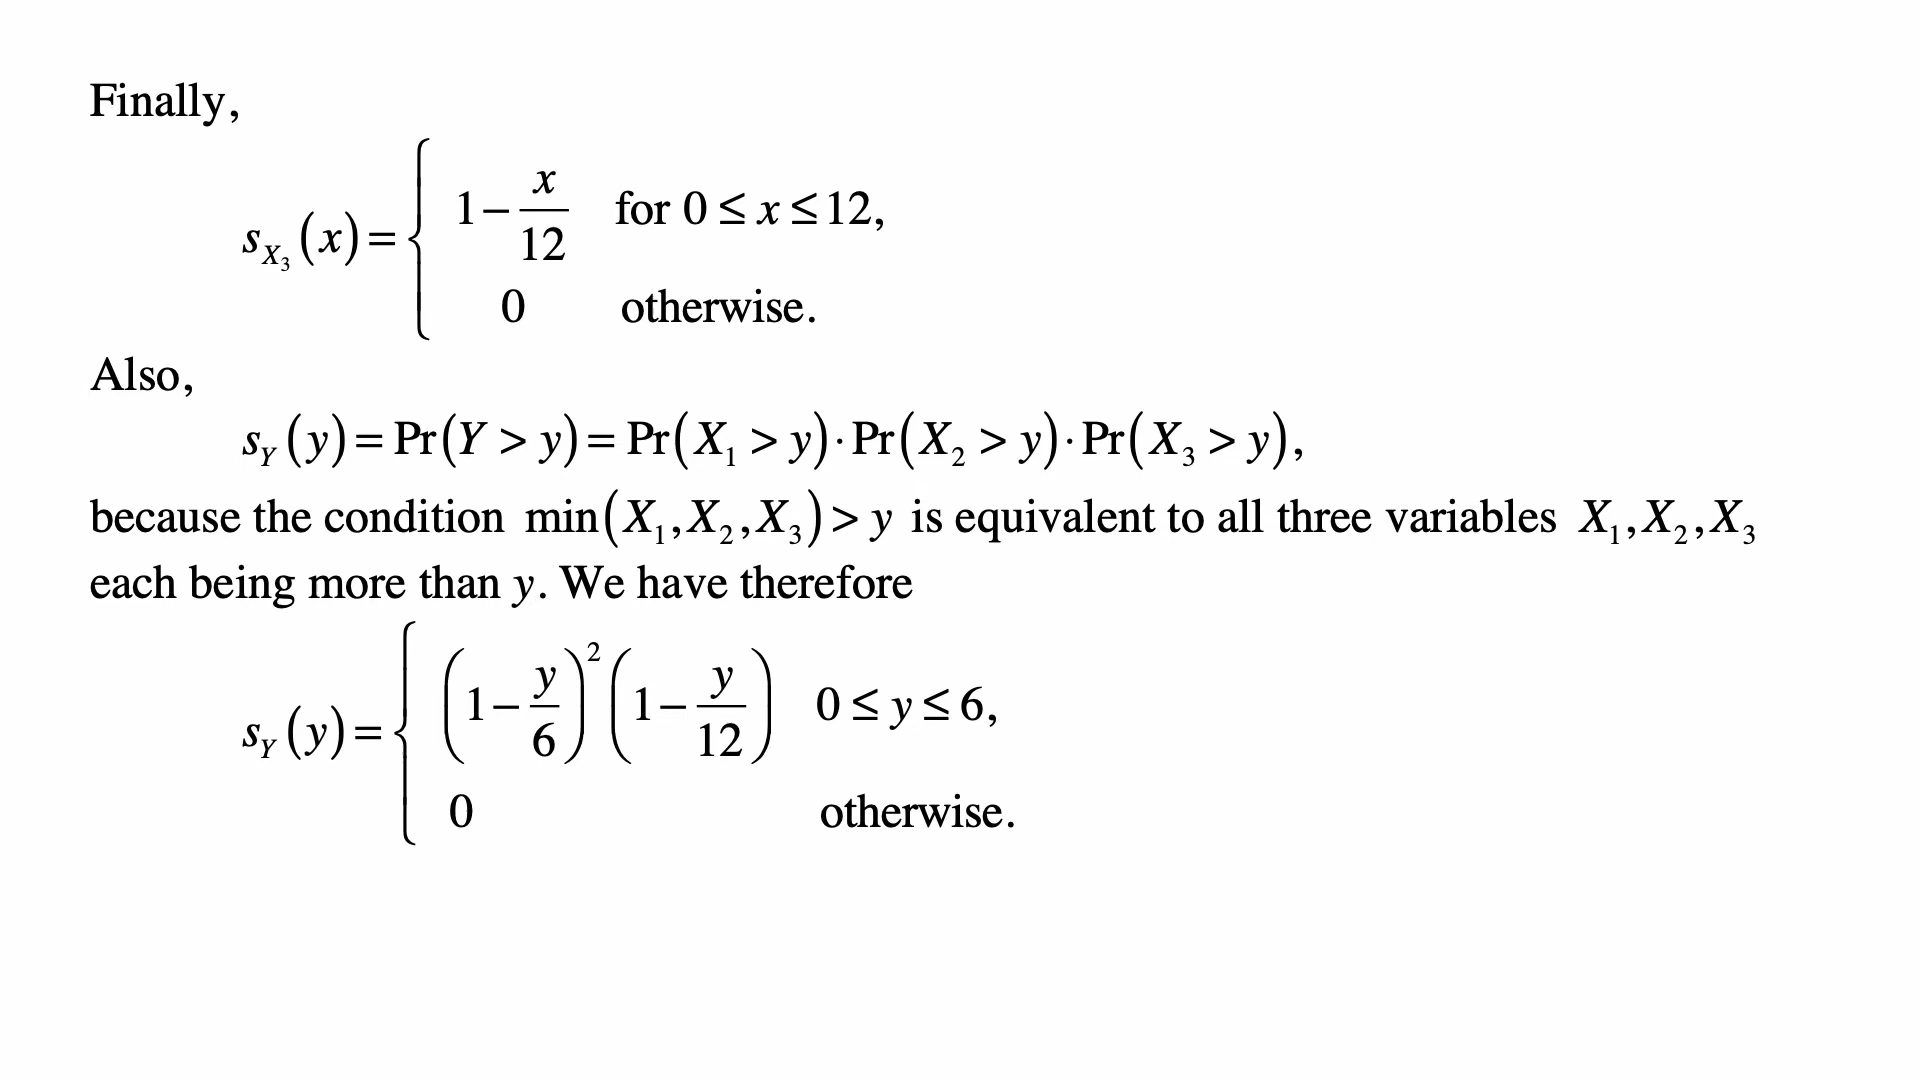 Finally,
s_{X_3}(x) = { 1 − x/12 for 0 ≤ x ≤ 12,
0 otherwise.
Also,
s_Y(y) = Pr(Y > y) = Pr(X_1 > y) · Pr(X_2 > y) · Pr(X_3 > y),
because the condition min(X_1, X_2, X_3) > y is equivalent to all three variables X_1, X_2, X_3
each being more than y. We have therefore
s_Y(y) = { (1 − y/6)^2 (1 − y/12) 0 ≤ y ≤ 6,
0 otherwise.